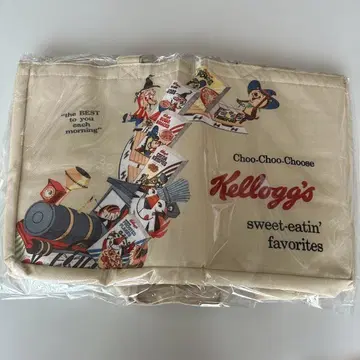 "the BEST
to you
each
morning"
Choo-Choo-Choose
Kellogg's
sweet-eatin'
favorites